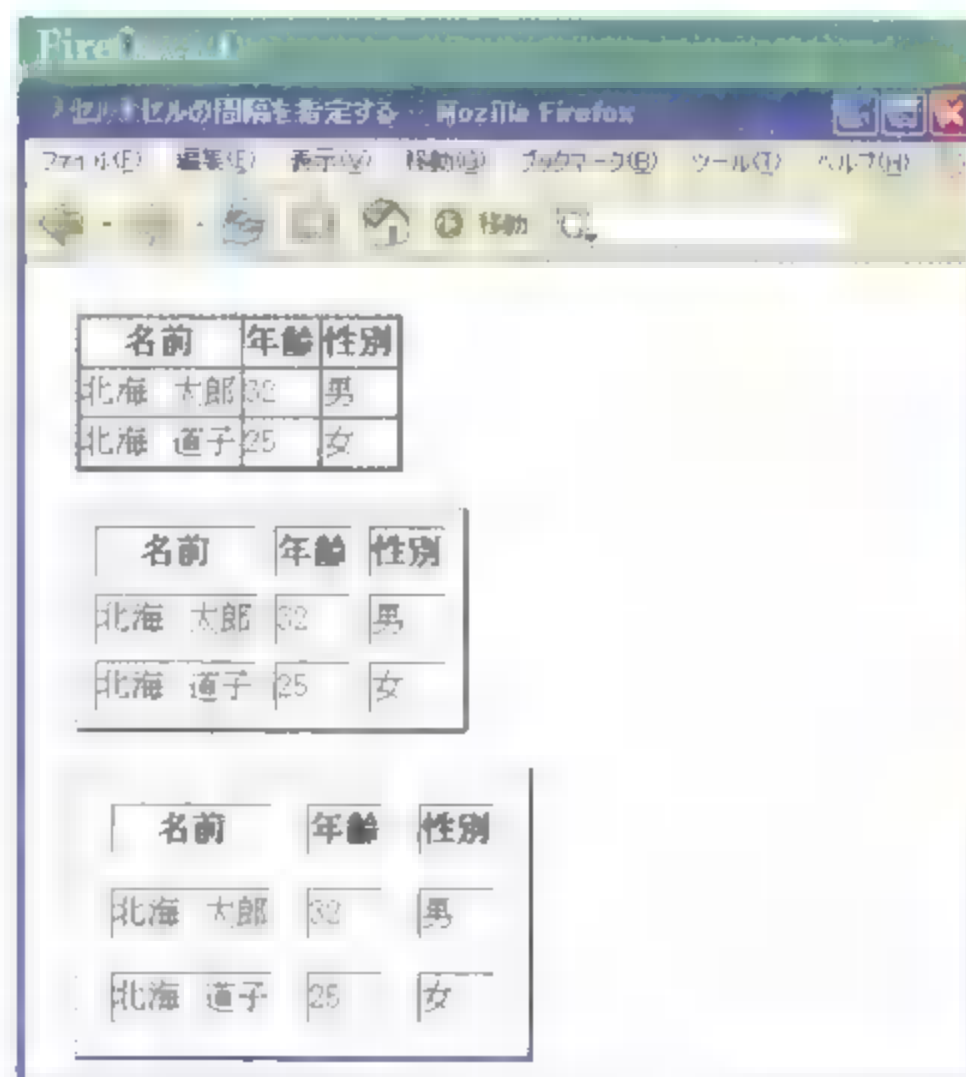 セルの間隔を指定する Mozilla Firefox
ファイル(F) 編集(E) 表示(V) 移動(G) ブックマーク(B) ツール(T) ヘルプ(H)
移動
名前 年齢 性別
北海 太郎 32 男
北海 道子 25 女
名前 年齢 性別
北海 太郎 32 男
北海 道子 25 女
名前 年齢 性別
北海 太郎 32 男
北海 道子 25 女